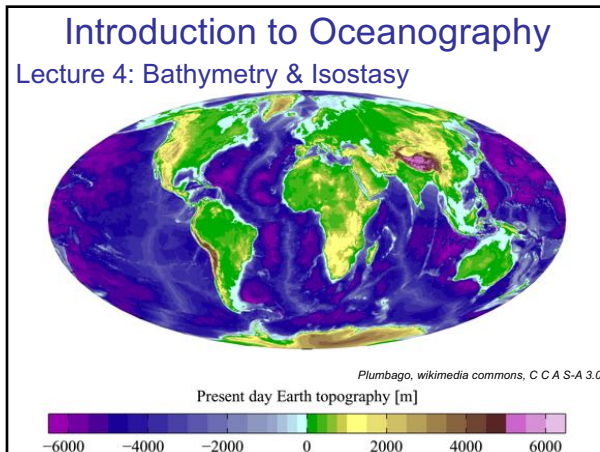 Introduction to Oceanography
Lecture 4: Bathymetry & Isostasy
Plumbago, wikimedia commons, C C A S-A 3.0
Present day Earth topography [m]
−6000 −4000 −2000 0 2000 4000 6000